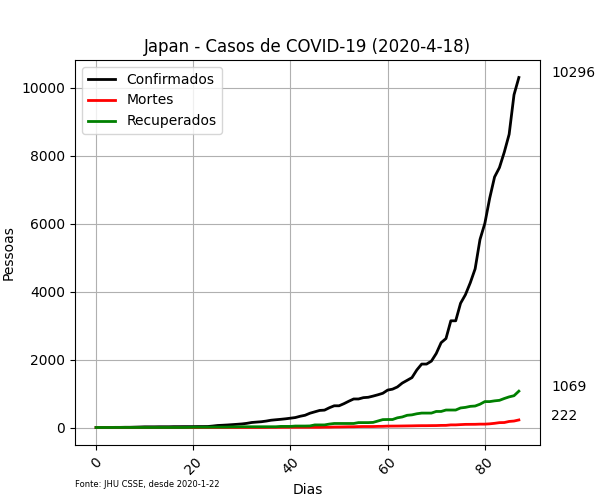 Japan - Casos de COVID-19 (2020-4-18)
Confirmados
Mortes
Recuperados
10296
1069
222
10000
8000
6000
4000
2000
0
Pessoas
0
20
40
60
80
Dias
Fonte: JHU CSSE, desde 2020-1-22